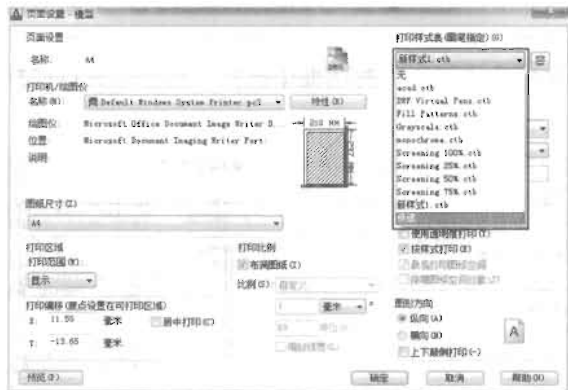 页面设置 - 模型
页面设置
名称: A4
打印机/绘图仪
名称(N): Default Windows System Printer.pc3
特性(R)
绘图仪: Microsoft Office Document Image Writer D
位置: Microsoft Document Imaging Writer Port
说明:
210 MM
图纸尺寸(Z)
A4
打印区域
打印范围(W):
显示
打印偏移(原点设置在可打印区域)
X: 11.55 毫米
居中打印(C)
Y: -13.65 毫米
打印比例
布满图纸(I)
比例(S):
1 毫米 =
打印样式表(画笔指定)(G)
新样式1.ctb
无
acad.ctb
DWF Virtual Pens.ctb
Fill Patterns.ctb
Grayscale.ctb
monochrome.ctb
Screening 100%.ctb
Screening 25%.ctb
Screening 50%.ctb
Screening 75%.ctb
新样式1.ctb
使用透明度打印(T)
按样式打印(E)
图形方向
纵向(A)
横向(N)
上下颠倒打印(-)
A
预览(P)
确定
取消
帮助(H)